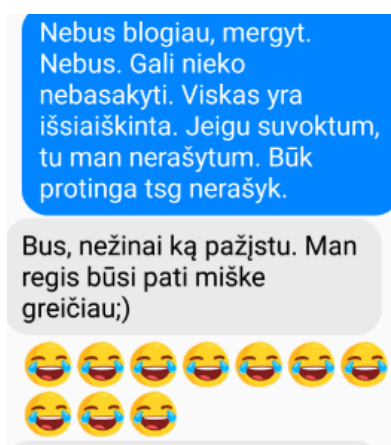 Nebus blogiau, mergyt.
Nebus. Gali nieko
nebasakyti. Viskas yra
išsiaiškinta. Jeigu suvoktum,
tu man nerašytum. Būk
protinga tsg nerašyk.
Bus, nežinai ką pažįstu. Man
regis būsi pati miške
greičiau;)
😂😂😂😂😂😂😂
😂😂😂